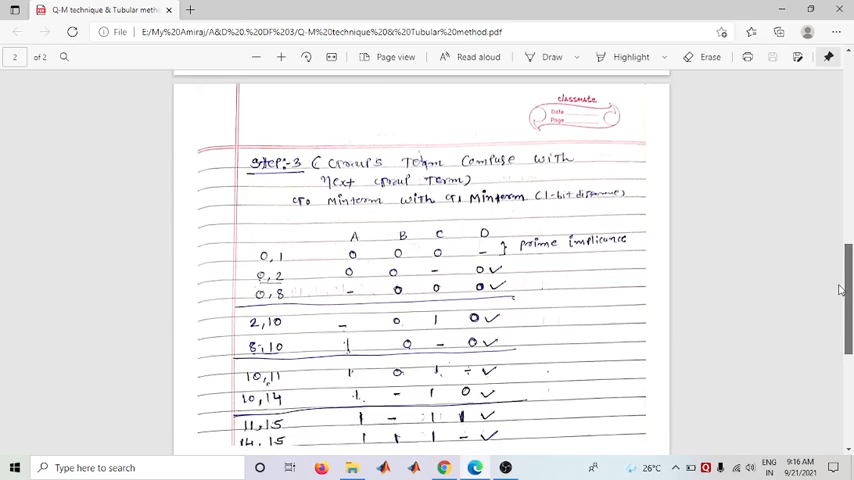 Q-M technique & Tubular metho
E:/My%20Amiraj/A&D%20.%20DF%203/Q-M%20technique%20&%20Tubular%20method.pdf
2 of 2
Page view
Read aloud
Draw
Highlight
Erase
classmate
Date
Page
Step:-3 (Group's Term Compuse with
Next Group Term)
G0 Minterm with G1 Minterm (1-bit difference)
A B C D
0,1 0 0 0 - } prime implicance
0,2 0 0 - 0✓
0,8 - 0 0 0✓
2,10 - 0 1 0✓
8,10 1 0 - 0✓
10,11 1 0 1 - ✓
10,14 1 - 1 0 ✓
11,15 1 - 1 1 ✓
14,15 1 1 1 - ✓
Type here to search
26°C
ENG
IN
9:16 AM
9/21/2021